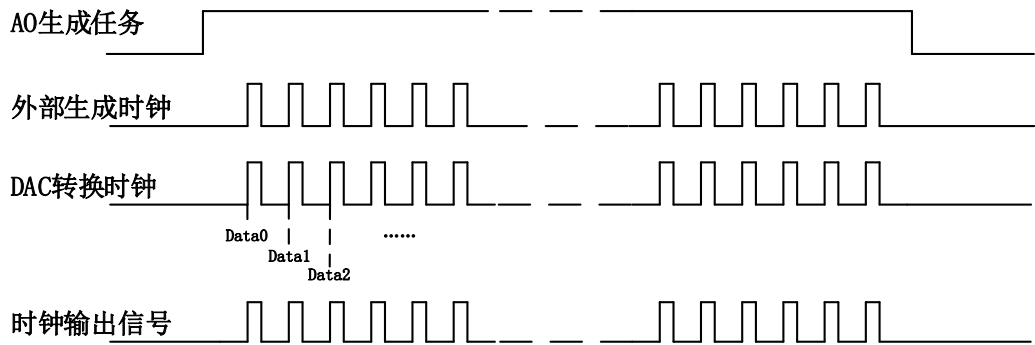 AO生成任务
外部生成时钟
DAC转换时钟
Data0
Data1
Data2
……
时钟输出信号